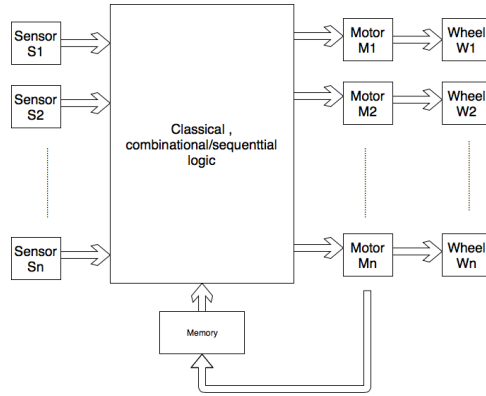 Sensor
S1
Motor
M1
Wheel
W1
Sensor
S2
Motor
M2
Wheel
W2
Classical ,
combinational/sequenttial
logic
Sensor
Sn
Motor
Mn
Wheel
Wn
Memory